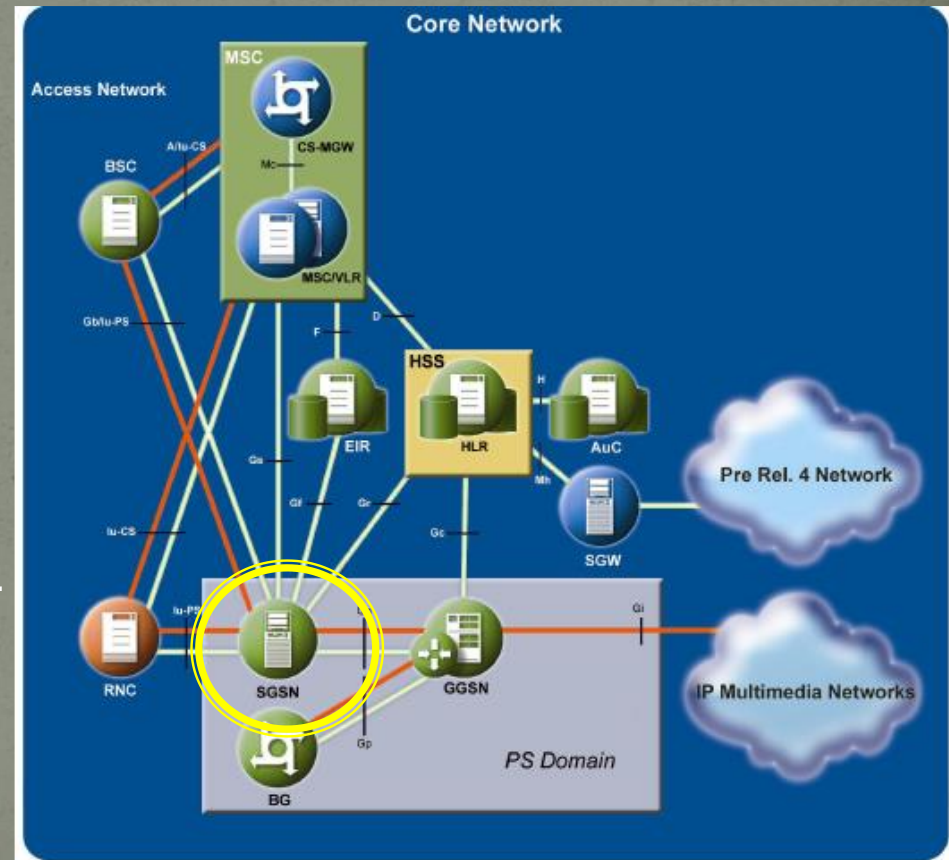 Core Network
MSC
Access Network
CS-MGW
A/Iu-CS
BSC
Mc
MSC/VLR
Gb/Iu-PS
F
D
HSS
H
EIR
HLR
AuC
Gs
Mh
Pre Rel. 4 Network
Gf
Gr
Iu-CS
Gc
SGW
Iu-PS
Gi
RNC
SGSN
GGSN
IP Multimedia Networks
Gp
PS Domain
BG